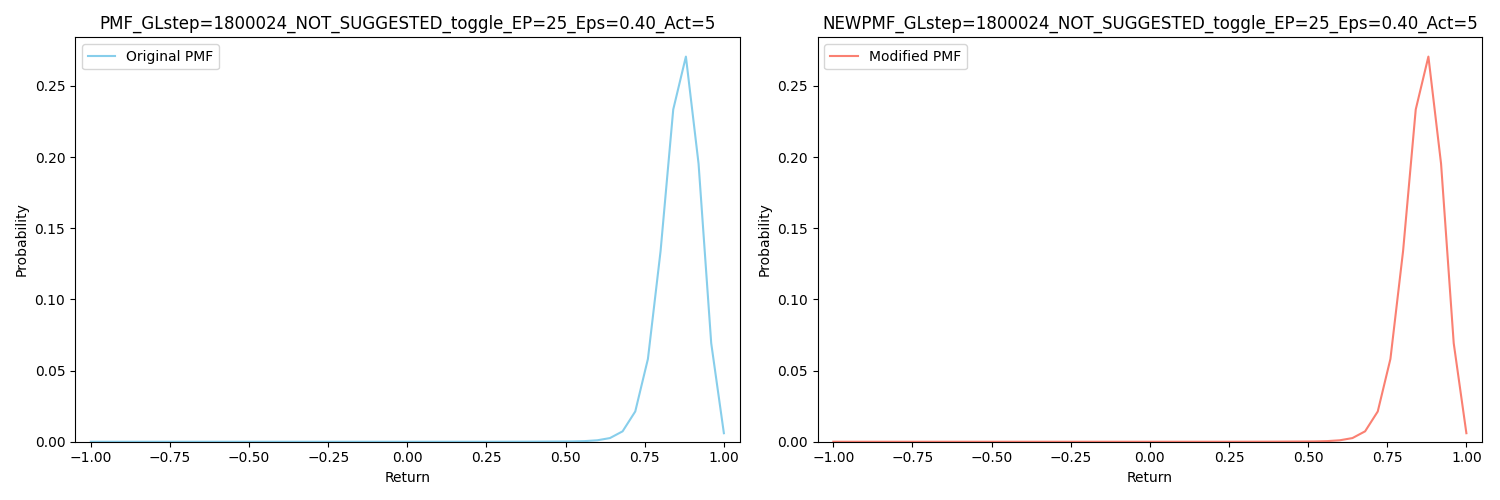 PMF_GLstep=1800024_NOT_SUGGESTED_toggle_EP=25_Eps=0.40_Act=5
Original PMF
Probability
0.25
0.20
0.15
0.10
0.05
0.00
−1.00 −0.75 −0.50 −0.25 0.00 0.25 0.50 0.75 1.00
Return
NEWPMF_GLstep=1800024_NOT_SUGGESTED_toggle_EP=25_Eps=0.40_Act=5
Modified PMF
Probability
0.25
0.20
0.15
0.10
0.05
0.00
−1.00 −0.75 −0.50 −0.25 0.00 0.25 0.50 0.75 1.00
Return